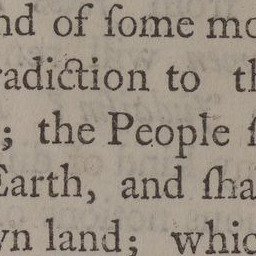 nd of ſome mo
radiction to th
; the People ſ
Earth, and ſha
wn land; whic